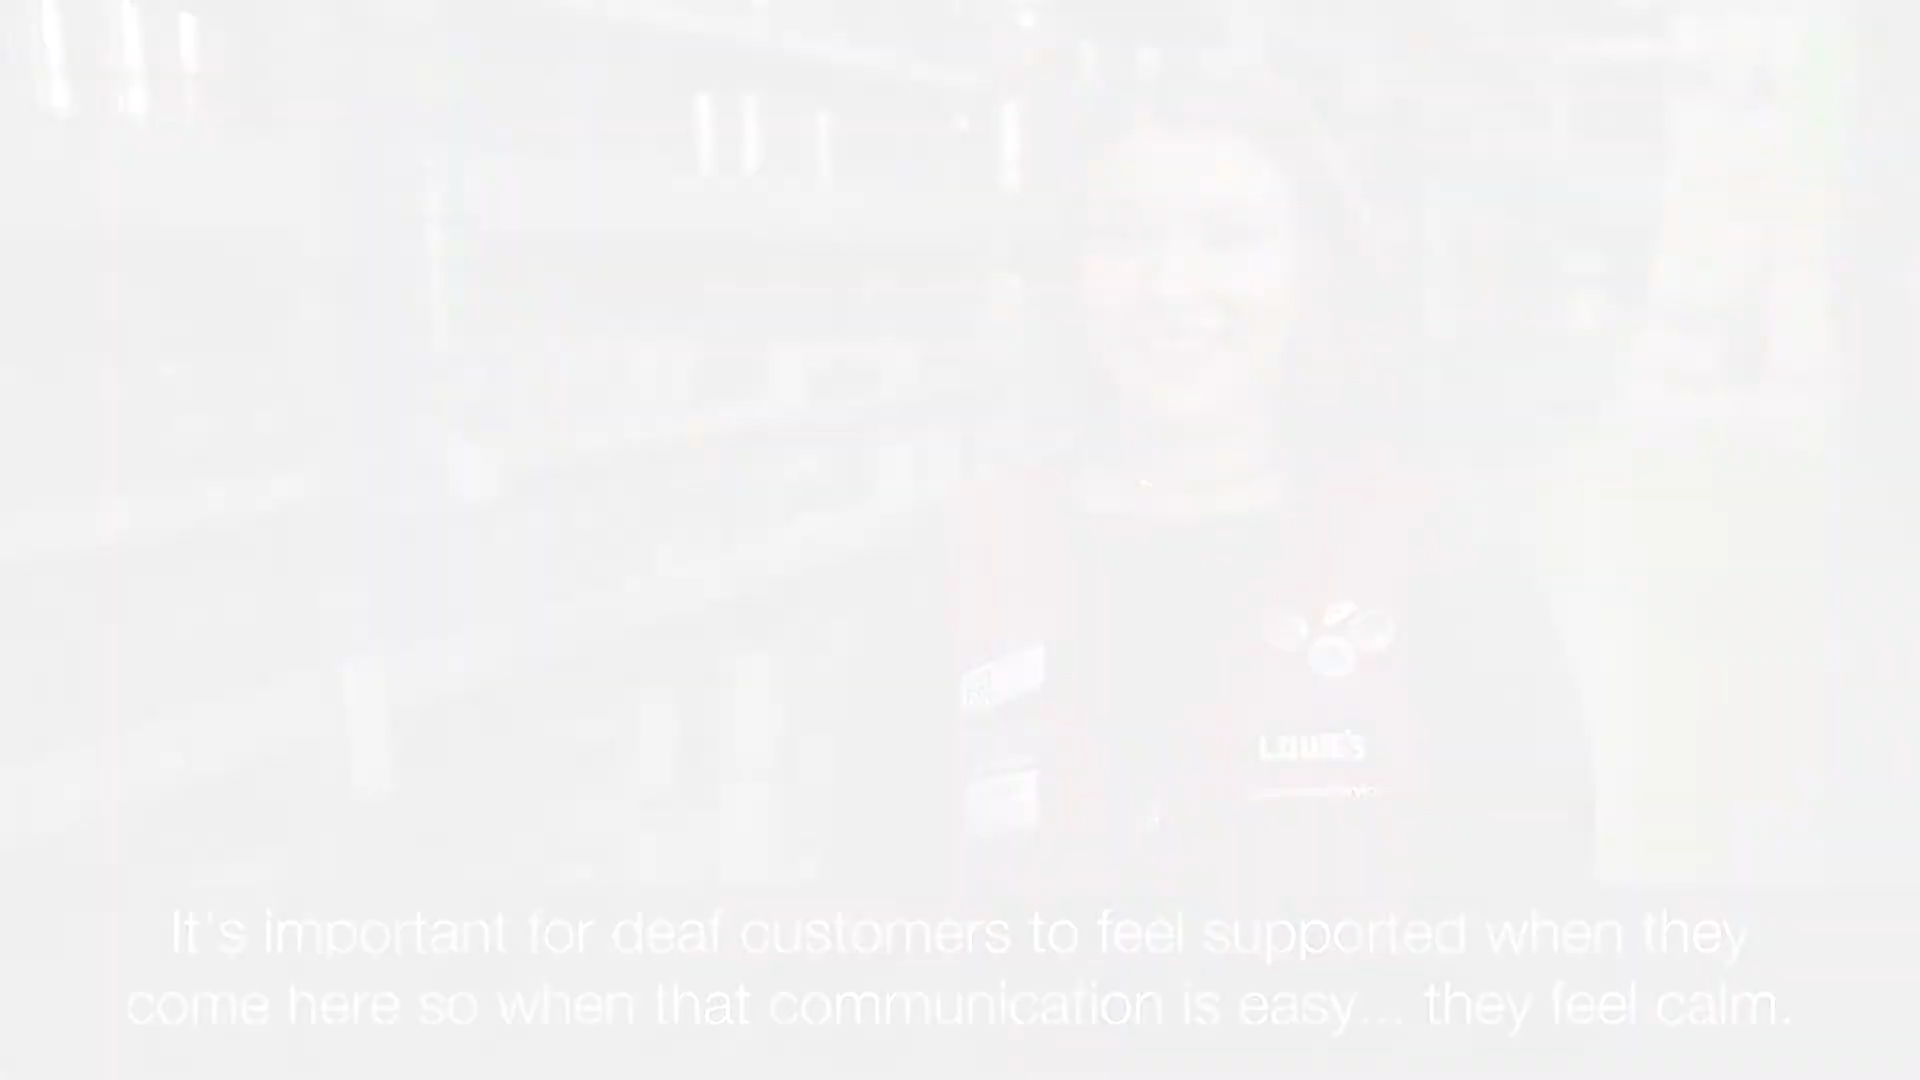 LOUIE'S
It's important for deaf customers to feel supported when they
come here so when that communication is easy... they feel calm.